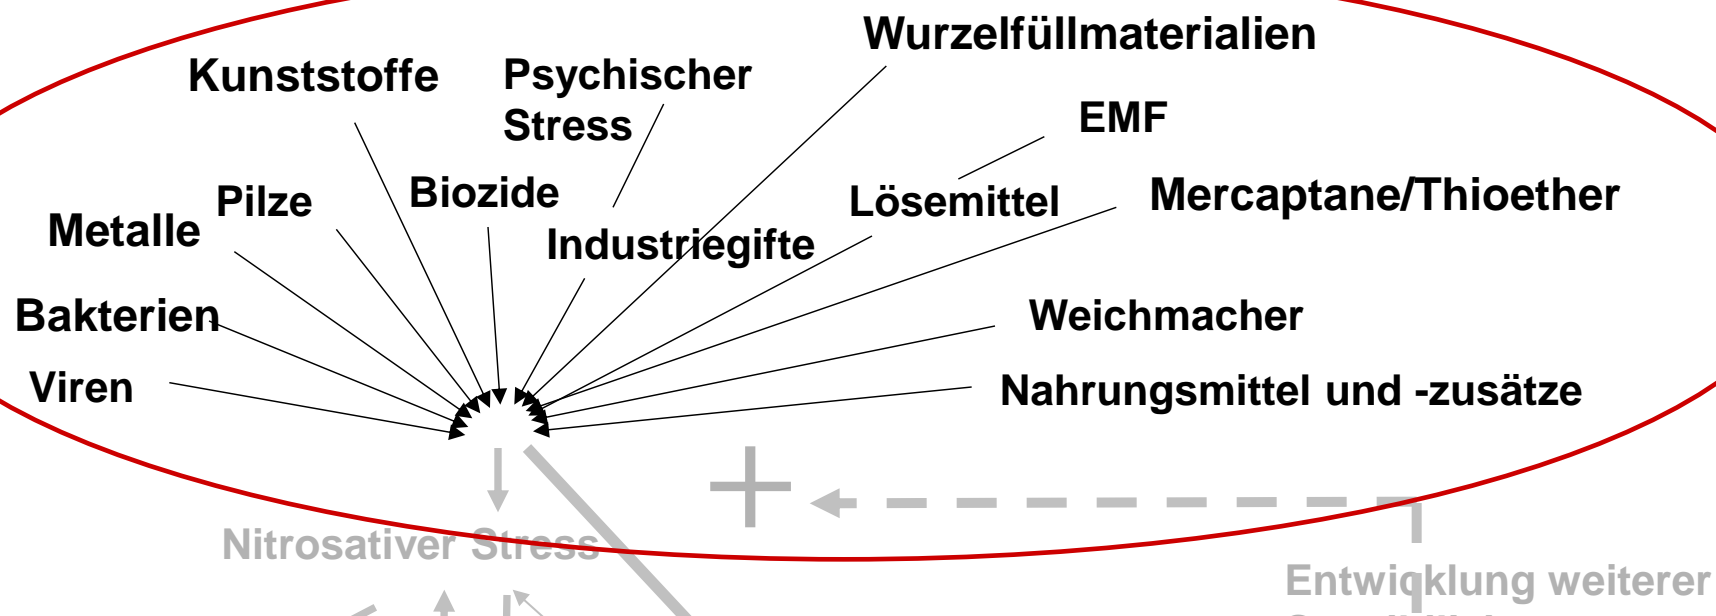 Wurzelfüllmaterialien
Kunststoffe
Psychischer
Stress
EMF
Pilze
Biozide
Lösemittel
Mercaptane/Thioether
Metalle
Industriegifte
Bakterien
Weichmacher
Viren
Nahrungsmittel und -zusätze
Nitrosativer Stress
Entwicklung weiterer